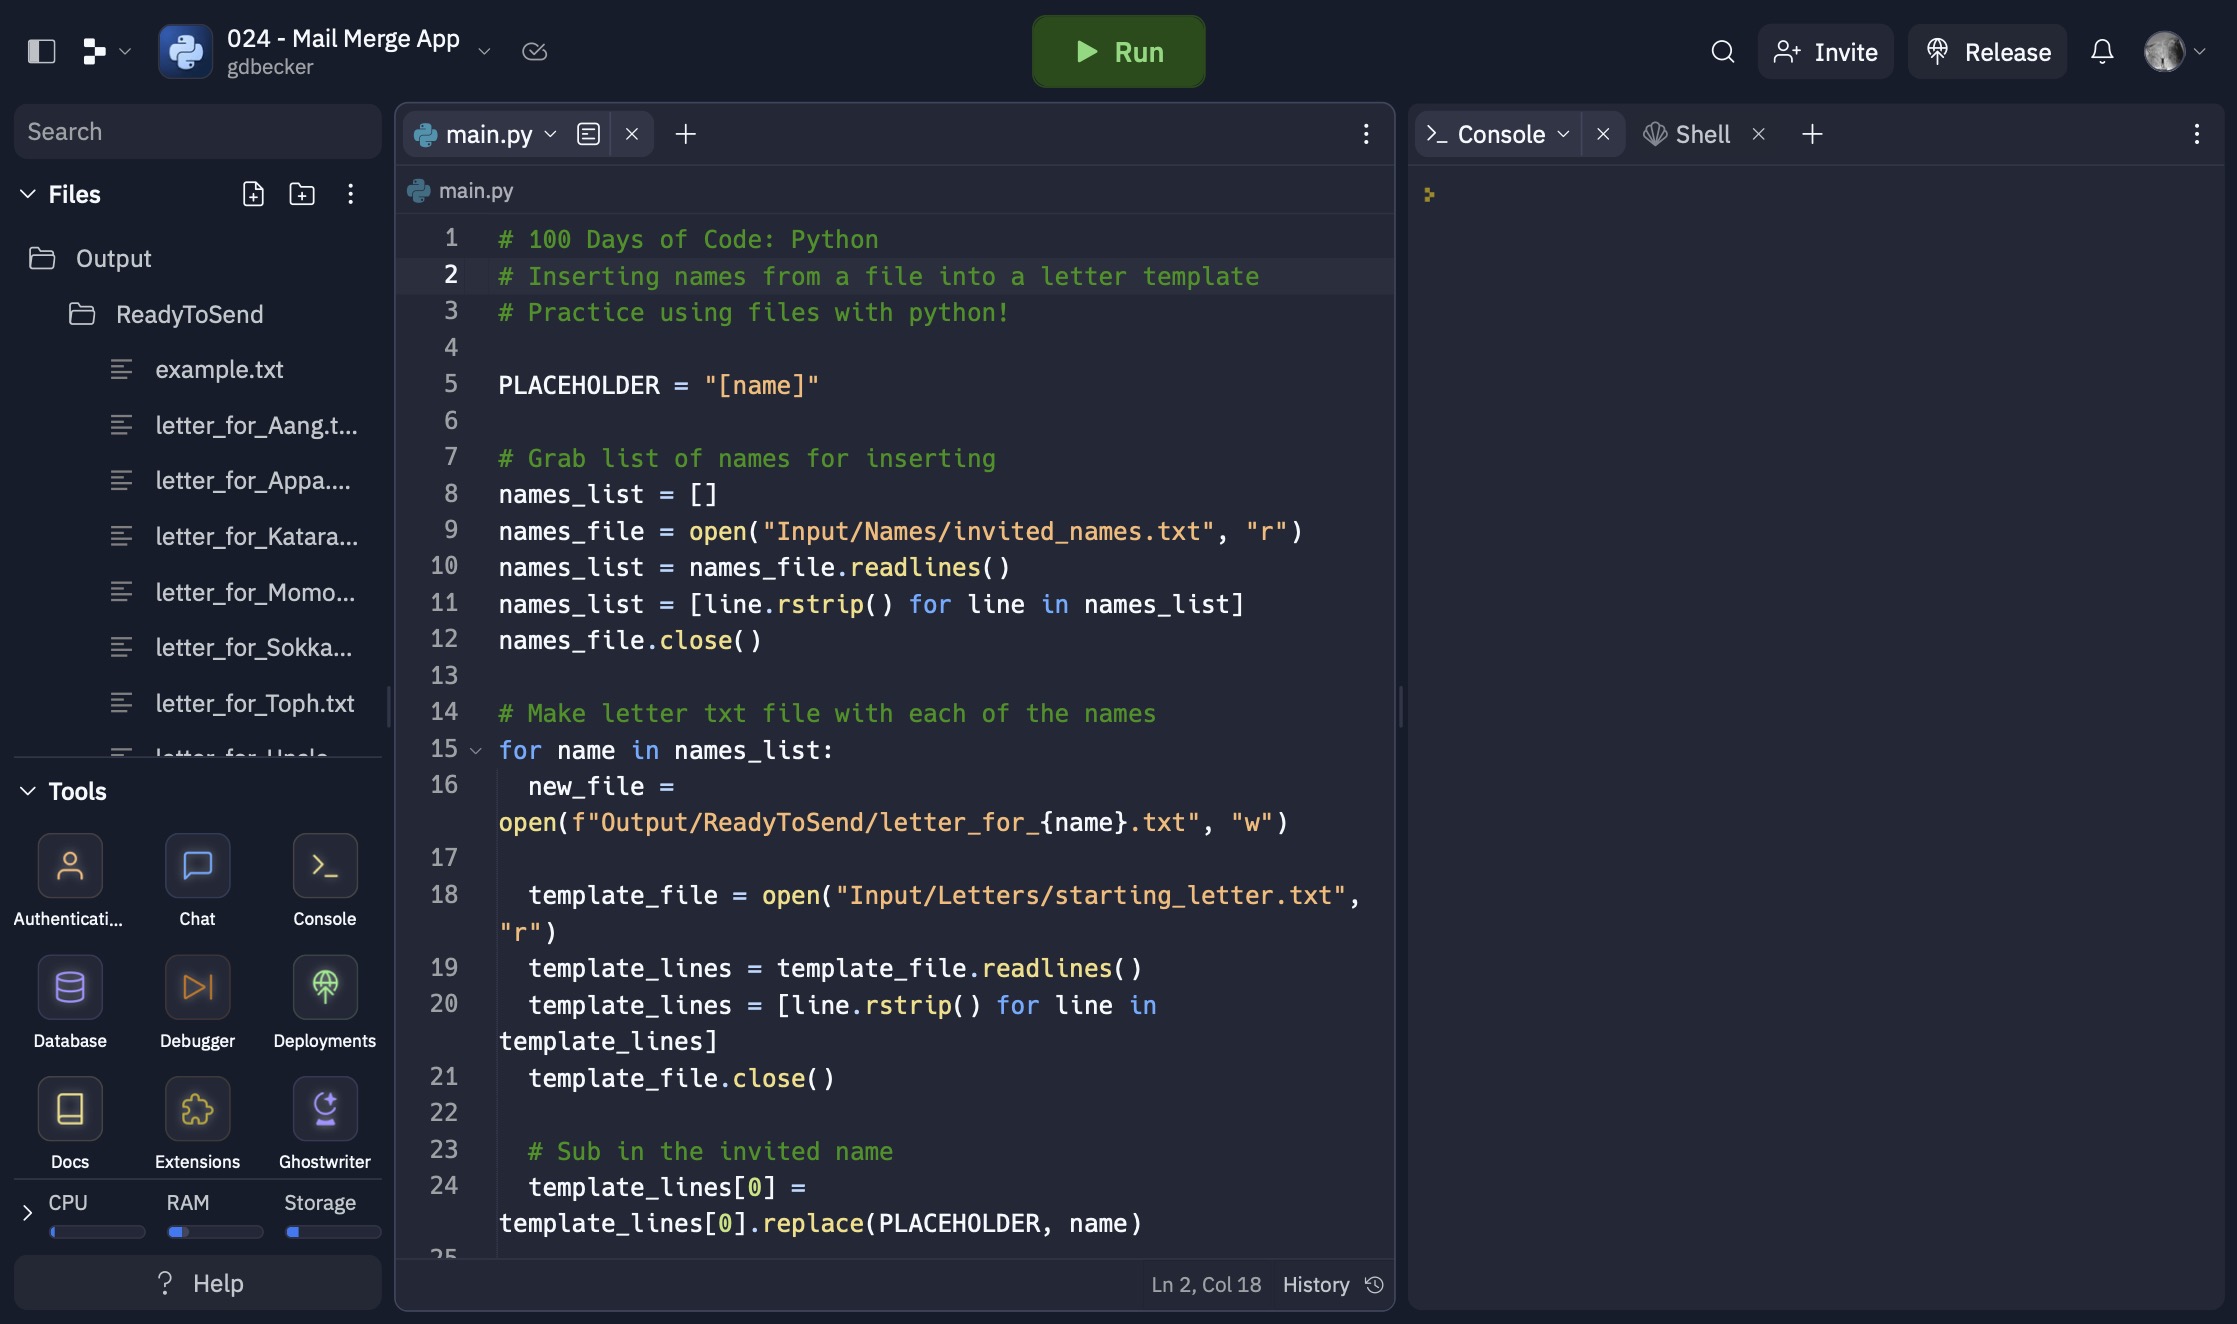 024 - Mail Merge App
gdbecker
Run
Invite
Release
Search
Files
Output
ReadyToSend
example.txt
letter_for_Aang.t...
letter_for_Appa....
letter_for_Katara...
letter_for_Momo...
letter_for_Sokka...
letter_for_Toph.txt
Tools
Authenticati...
Chat
Console
Database
Debugger
Deployments
Docs
Extensions
Ghostwriter
CPU
RAM
Storage
? Help
main.py
main.py
1 # 100 Days of Code: Python
2 # Inserting names from a file into a letter template
3 # Practice using files with python!
4
5 PLACEHOLDER = "[name]"
6
7 # Grab list of names for inserting
8 names_list = []
9 names_file = open("Input/Names/invited_names.txt", "r")
10 names_list = names_file.readlines()
11 names_list = [line.rstrip() for line in names_list]
12 names_file.close()
13
14 # Make letter txt file with each of the names
15 for name in names_list:
16 new_file =
open(f"Output/ReadyToSend/letter_for_{name}.txt", "w")
17
18 template_file = open("Input/Letters/starting_letter.txt",
"r")
19 template_lines = template_file.readlines()
20 template_lines = [line.rstrip() for line in
template_lines]
21 template_file.close()
22
23 # Sub in the invited name
24 template_lines[0] =
template_lines[0].replace(PLACEHOLDER, name)
25
Ln 2, Col 18 History
>_ Console
Shell